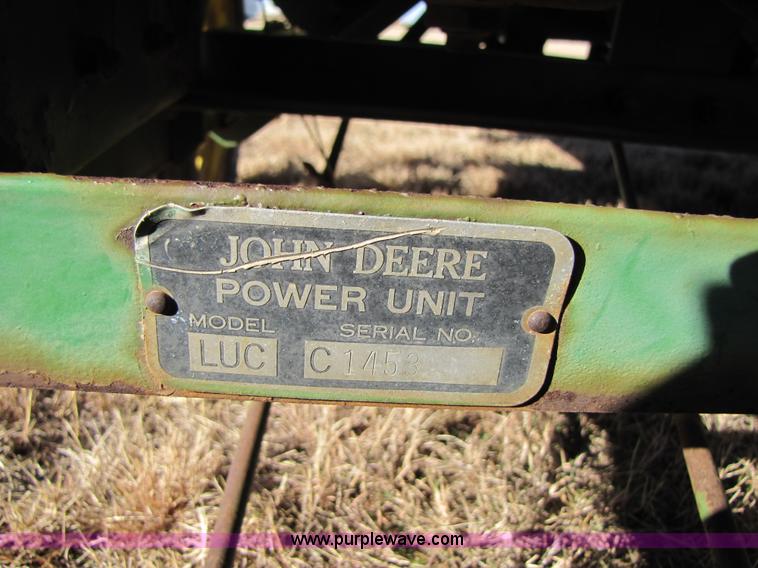 JOHN DEERE
POWER UNIT
MODEL SERIAL NO.
LUC C 1453
www.purplewave.com